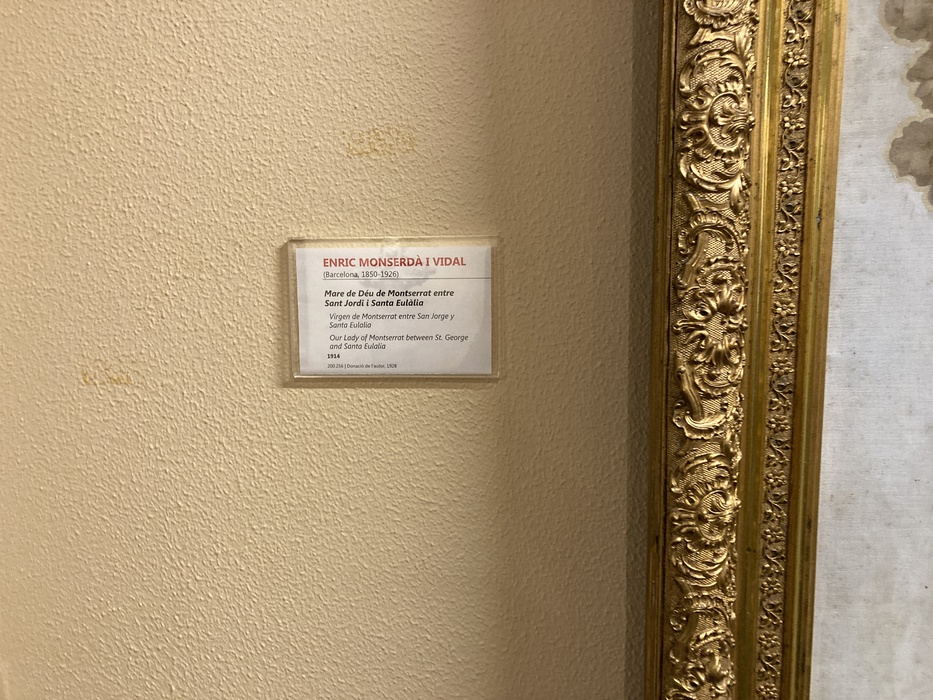 ENRIC MONSERDÀ I VIDAL
(Barcelona, 1850-1926)
Mare de Déu de Montserrat entre
Sant Jordi i Santa Eulàlia
Virgen de Montserrat entre San Jorge y
Santa Eulalia
Our Lady of Montserrat between St. George
and Santa Eulalia
1914
200.256 | Donació de l'autor, 1928